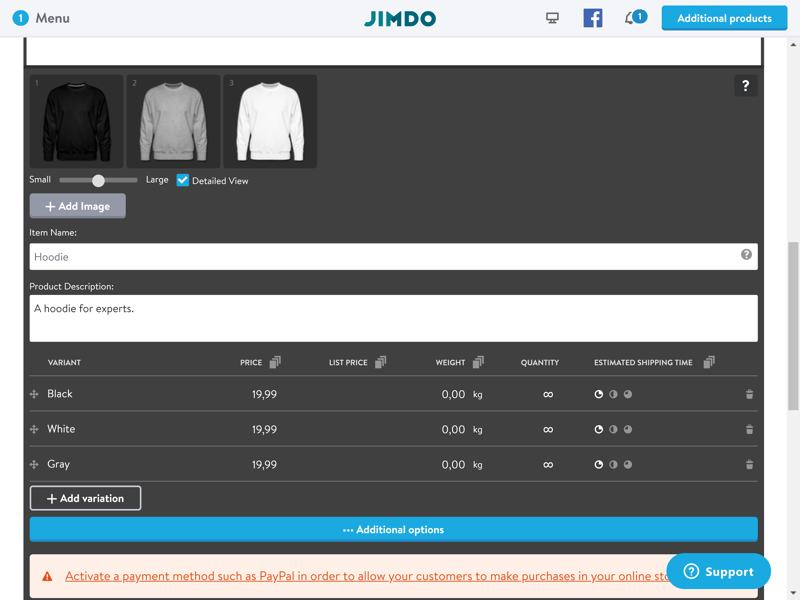 1 Menu
JIMDO
1
Additional products
1
2
3
?
Small
Large
Detailed View
+ Add Image
Item Name:
Hoodie
?
Product Description:
A hoodie for experts.
VARIANT PRICE LIST PRICE WEIGHT QUANTITY ESTIMATED SHIPPING TIME
Black 19,99 0,00 kg ∞
White 19,99 0,00 kg ∞
Gray 19,99 0,00 kg ∞
+ Add variation
••• Additional options
Activate a payment method such as PayPal in order to allow your customers to make purchases in your online
? Support